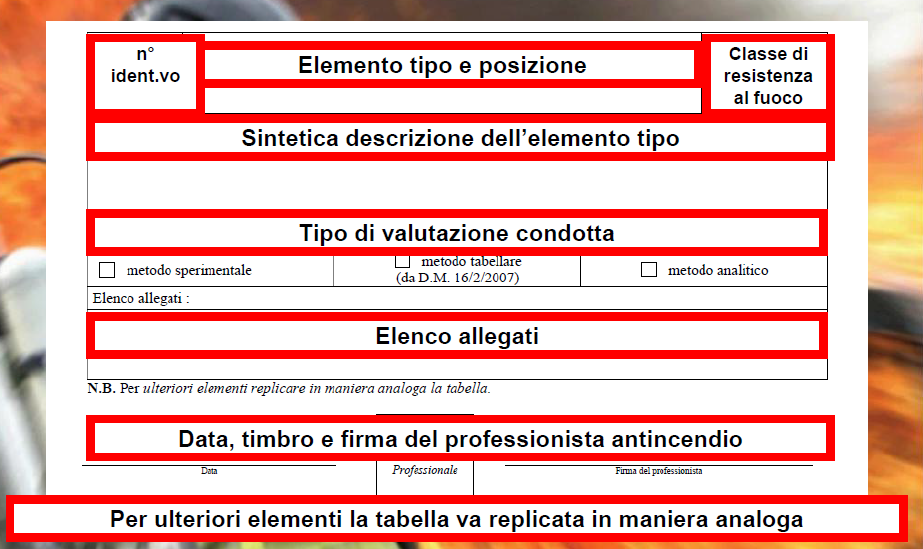 n°
ident.vo
Elemento tipo e posizione
Classe di
resistenza
al fuoco
Sintetica descrizione dell’elemento tipo
Tipo di valutazione condotta
metodo sperimentale
metodo tabellare
(da D.M. 16/2/2007)
metodo analitico
Elenco allegati :
Elenco allegati
N.B. Per ulteriori elementi replicare in maniera analoga la tabella.
Data, timbro e firma del professionista antincendio
Data
Professionale
Firma del professionista
Per ulteriori elementi la tabella va replicata in maniera analoga